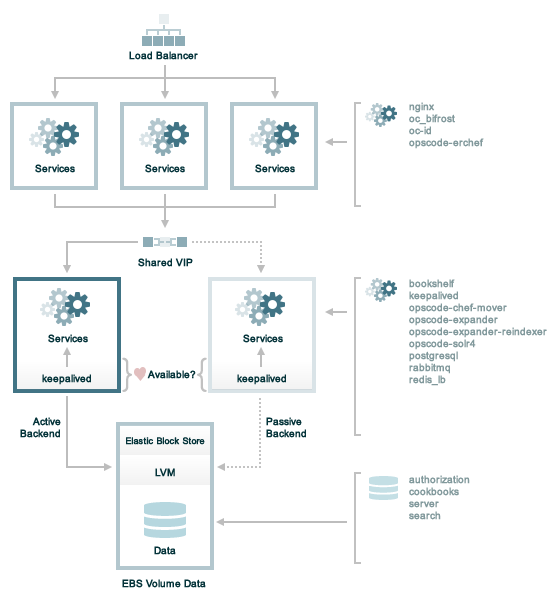 Load Balancer
Services
Services
Services
nginx
oc_bifrost
oc-id
opscode-erchef
Shared VIP
Services
keepalived
Available?
Services
keepalived
bookshelf
keepalived
opscode-chef-mover
opscode-expander
opscode-expander-reindexer
opscode-solr4
postgresql
rabbitmq
redis_lb
Active
Backend
Passive
Backend
Elastic Block Store
LVM
Data
EBS Volume Data
authorization
cookbooks
server
search